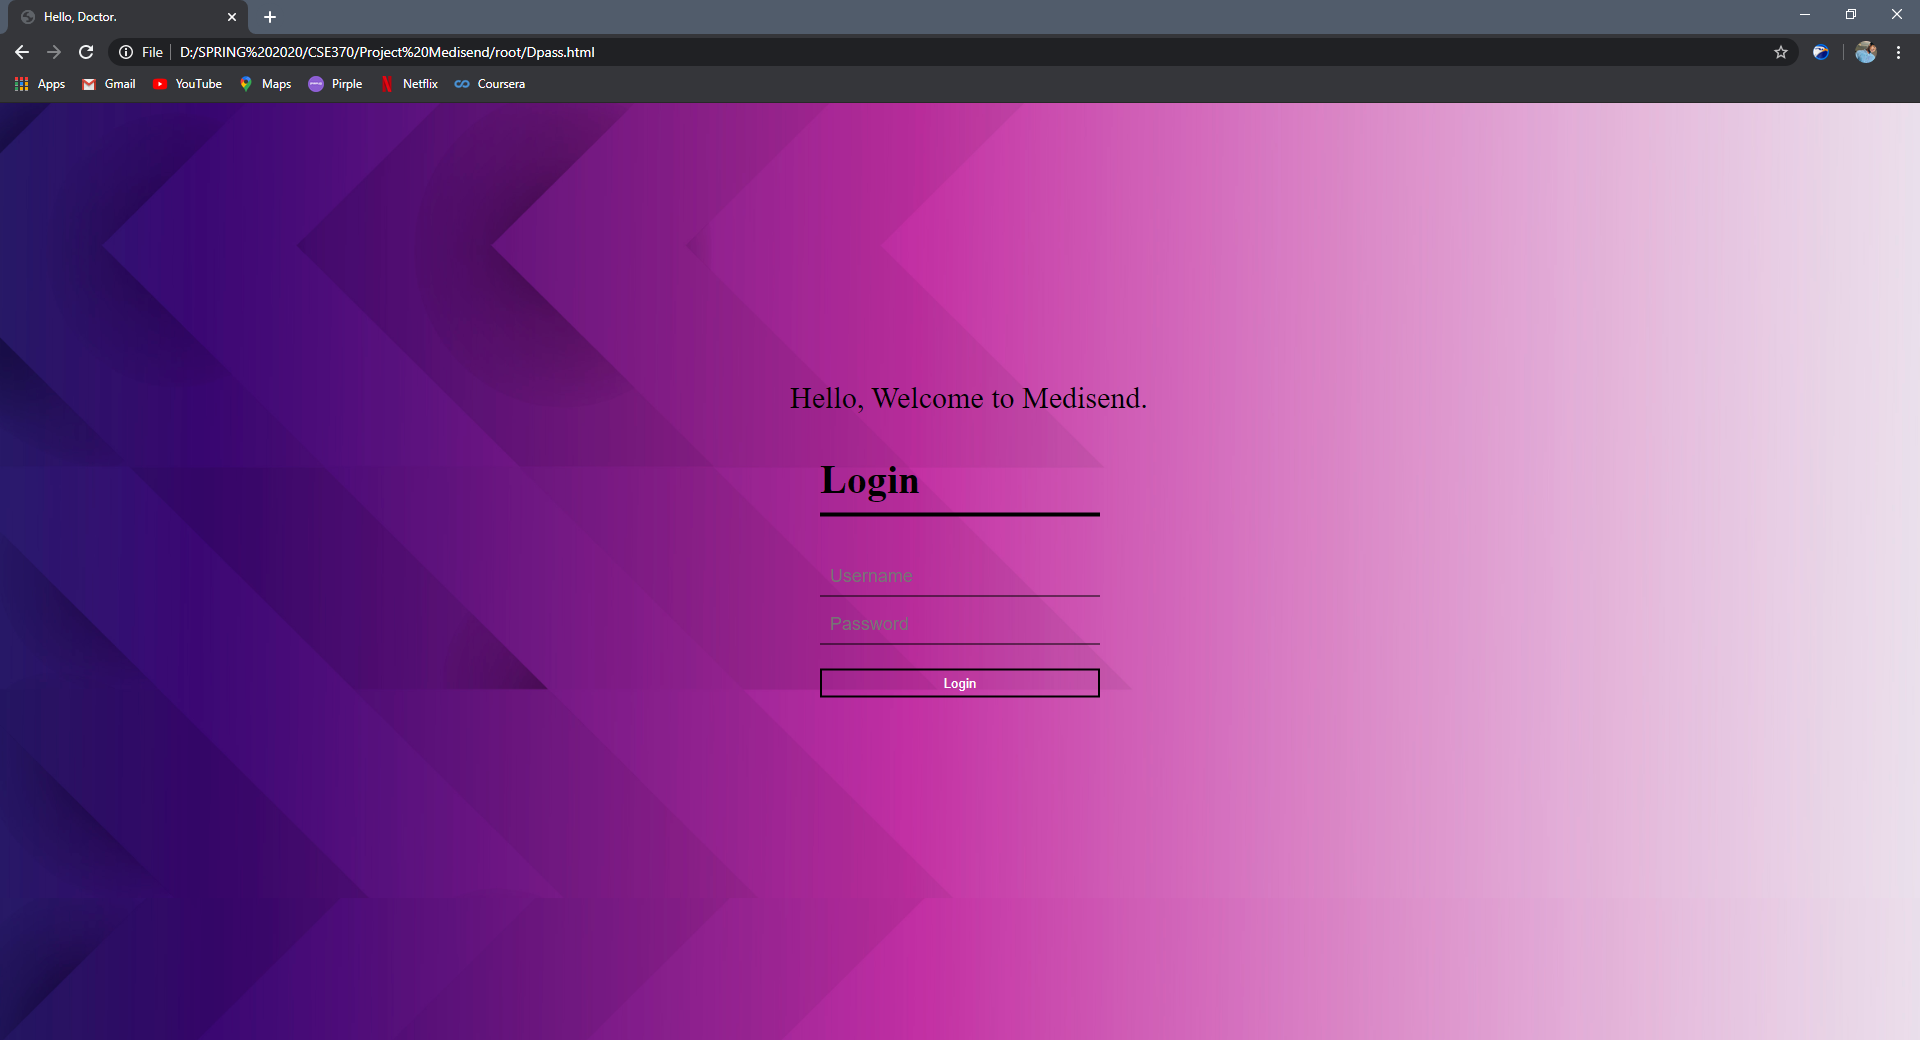 Hello, Doctor.
File D:/SPRING%202020/CSE370/Project%20Medisend/root/Dpass.html
Apps Gmail YouTube Maps Pirple Netflix Coursera
Hello, Welcome to Medisend.
Login
Username
Password
Login